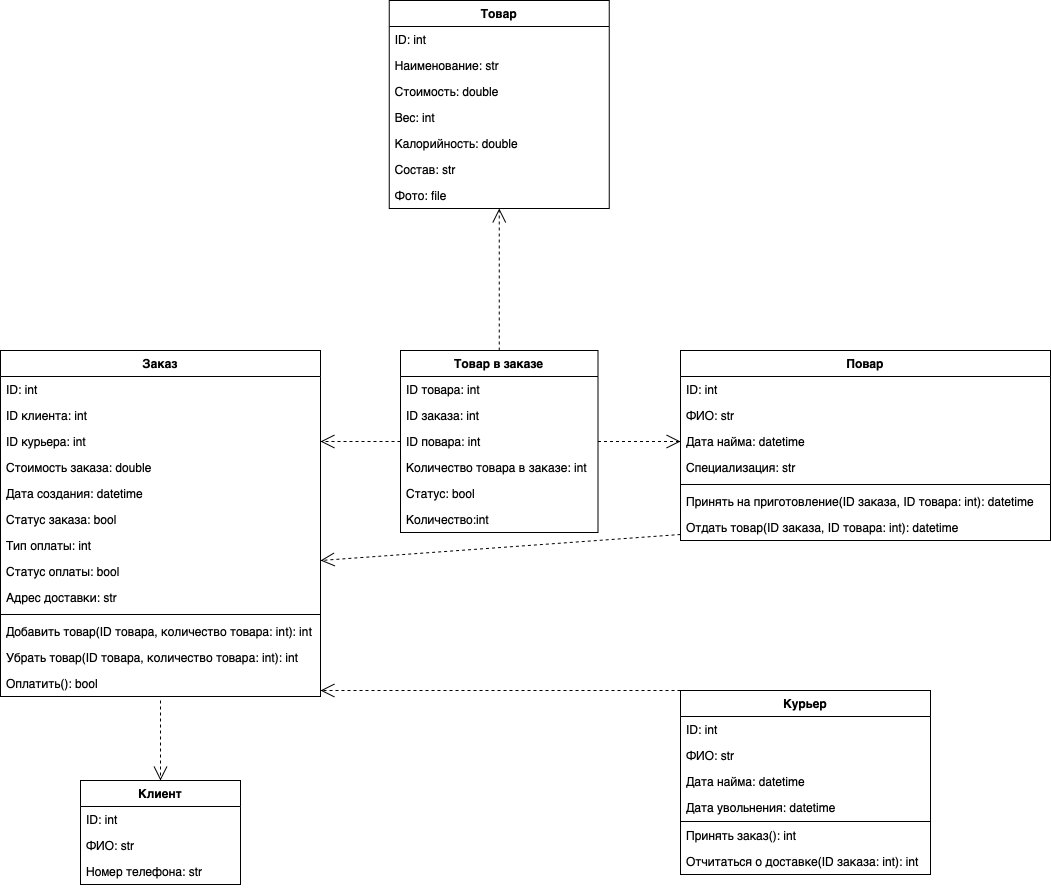 Товар
ID: int
Наименование: str
Стоимость: double
Вес: int
Калорийность: double
Состав: str
Фото: file
Заказ
ID: int
ID клиента: int
ID курьера: int
Стоимость заказа: double
Дата создания: datetime
Статус заказа: bool
Тип оплаты: int
Статус оплаты: bool
Адрес доставки: str
Добавить товар(ID товара, количество товара: int): int
Убрать товар(ID товара, количество товара: int): int
Оплатить(): bool
Товар в заказе
ID товара: int
ID заказа: int
ID повара: int
Количество товара в заказе: int
Статус: bool
Количество:int
Повар
ID: int
ФИО: str
Дата найма: datetime
Специализация: str
Принять на приготовление(ID заказа, ID товара: int): datetime
Отдать товар(ID заказа, ID товара: int): datetime
Клиент
ID: int
ФИО: str
Номер телефона: str
Курьер
ID: int
ФИО: str
Дата найма: datetime
Дата увольнения: datetime
Принять заказ(): int
Отчитаться о доставке(ID заказа: int): int